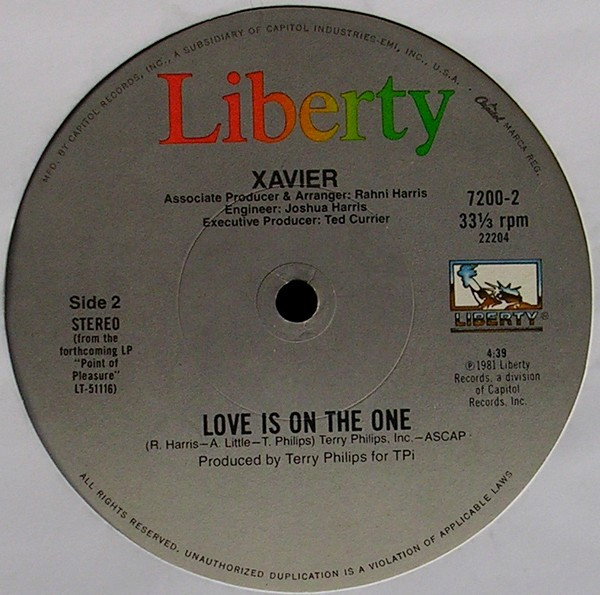 MFD. BY CAPITOL RECORDS, INC., A SUBSIDIARY OF CAPITOL INDUSTRIES-EMI, INC., U.S.A.
Capitol MARCA REG.
Liberty
XAVIER
Associate Producer & Arranger: Rahni Harris
Engineer: Joshua Harris
Executive Producer: Ted Currier
7200-2
33⅓ rpm
22204
LIBERTY®
Side 2
STEREO
(from the
forthcoming LP
"Point of
Pleasure"
LT-51116)
4:39
℗1981 Liberty
Records, a division
of Capitol
Records, Inc.
LOVE IS ON THE ONE
(R. Harris—A. Little—T. Philips) Terry Philips, Inc.—ASCAP
Produced by Terry Philips for TPi
ALL RIGHTS RESERVED. UNAUTHORIZED DUPLICATION IS A VIOLATION OF APPLICABLE LAWS